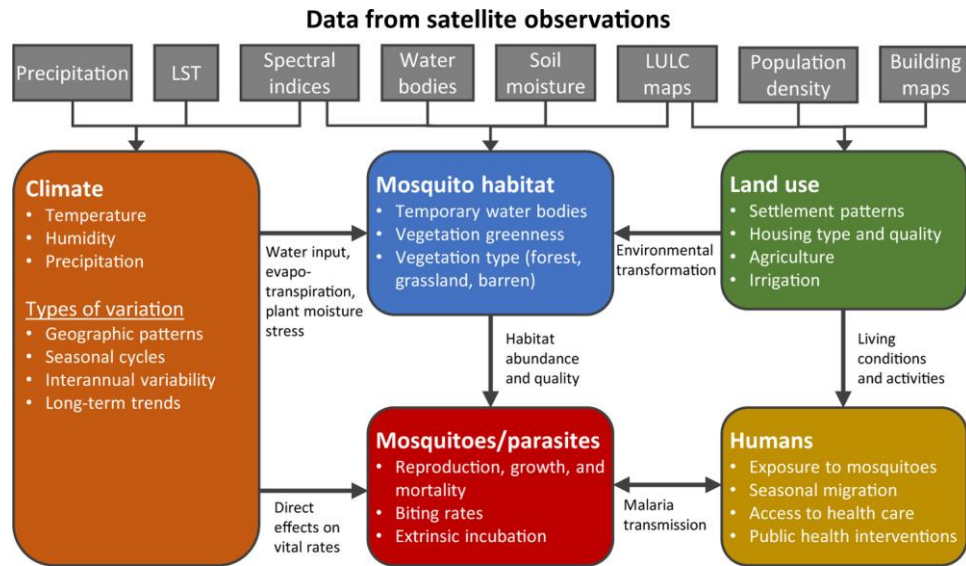 Data from satellite observations
Precipitation
LST
Spectral
indices
Water
bodies
Soil
moisture
LULC
maps
Population
density
Building
maps
Climate
• Temperature
• Humidity
• Precipitation
Types of variation
• Geographic patterns
• Seasonal cycles
• Interannual variability
• Long-term trends
Water input,
evapo-
transpiration,
plant moisture
stress
Mosquito habitat
• Temporary water bodies
• Vegetation greenness
• Vegetation type (forest,
grassland, barren)
Environmental
transformation
Land use
• Settlement patterns
• Housing type and quality
• Agriculture
• Irrigation
Habitat
abundance
and quality
Living
conditions
and activities
Direct
effects on
vital rates
Mosquitoes/parasites
• Reproduction, growth, and
mortality
• Biting rates
• Extrinsic incubation
Malaria
transmission
Humans
• Exposure to mosquitoes
• Seasonal migration
• Access to health care
• Public health interventions